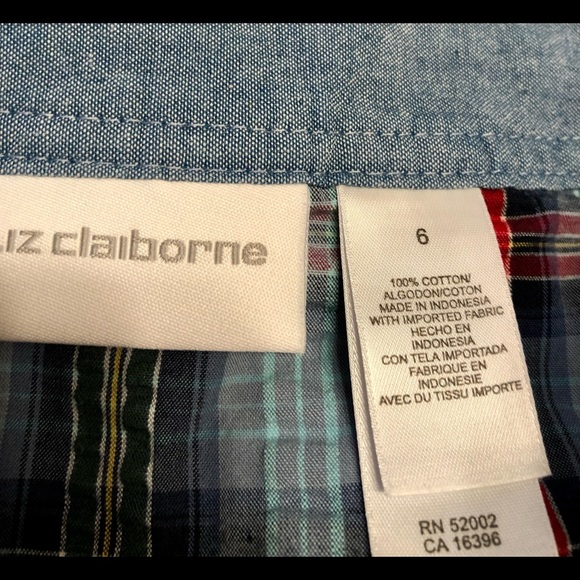 LIZ claiborne
6
100% COTTON/
ALGODON/COTON
MADE IN INDONESIA
WITH IMPORTED FABRIC
HECHO EN
INDONESIA
CON TELA IMPORTADA
FABRIQUE EN
INDONESIE
AVEC DU TISSU IMPORTE
RN 52002
CA 16396